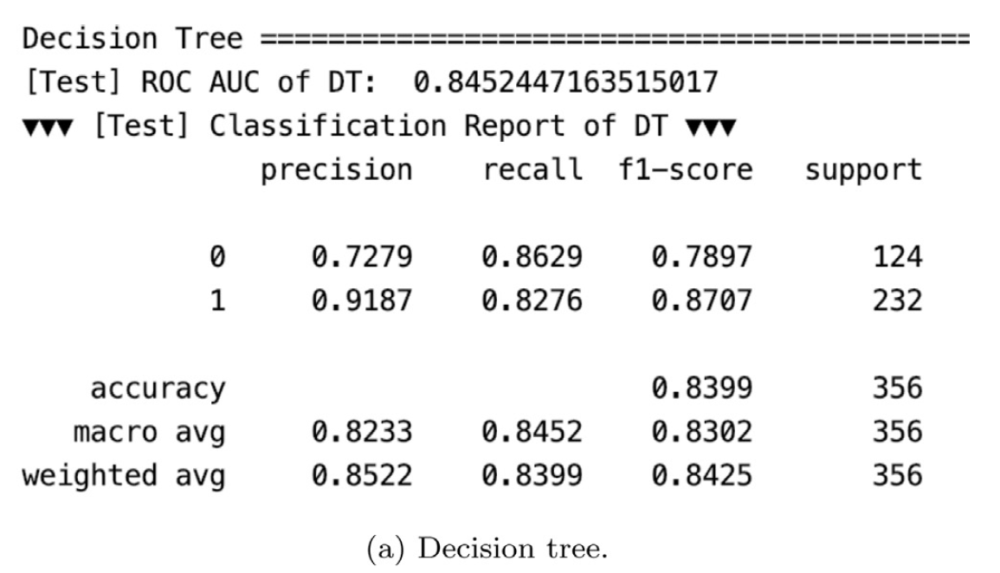 Decision Tree ==========================================
[Test] ROC AUC of DT:  0.8452447163515017
▼▼▼ [Test] Classification Report of DT ▼▼▼
precision recall f1-score support
0 0.7279 0.8629 0.7897 124
1 0.9187 0.8276 0.8707 232
accuracy 0.8399 356
macro avg 0.8233 0.8452 0.8302 356
weighted avg 0.8522 0.8399 0.8425 356
(a) Decision tree.